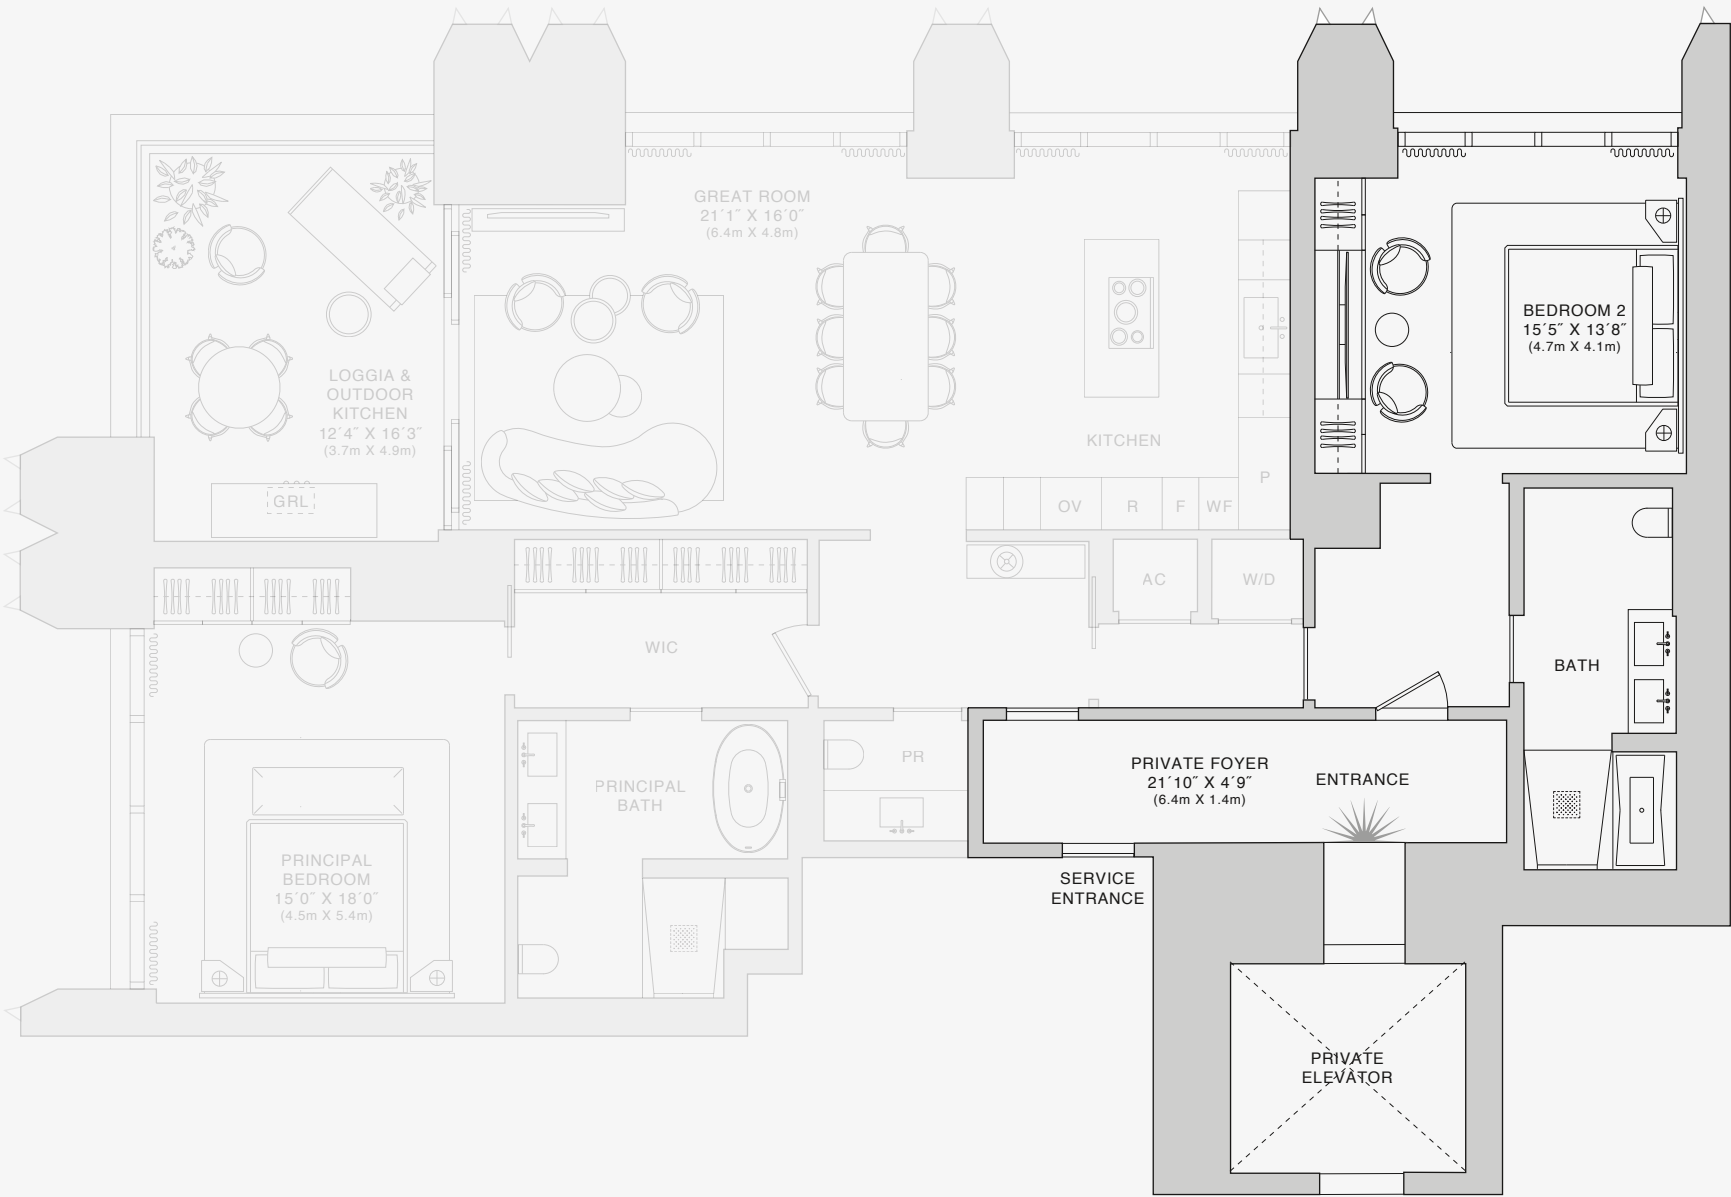 GREAT ROOM
21´1˝ X 16´0˝
(6.4m X 4.8m)
LOGGIA &
OUTDOOR
KITCHEN
12´4˝ X 16´3˝
(3.7m X 4.9m)
GRL
KITCHEN
OV
R
F
WF
P
BEDROOM 2
15´5˝ X 13´8˝
(4.7m X 4.1m)
AC
W/D
WIC
BATH
PRINCIPAL
BATH
PR
PRIVATE FOYER
21´10˝ X 4´9˝
(6.4m X 1.4m)
ENTRANCE
PRINCIPAL
BEDROOM
15´0˝ X 18´0˝
(4.5m X 5.4m)
SERVICE
ENTRANCE
PRIVATE
ELEVATOR